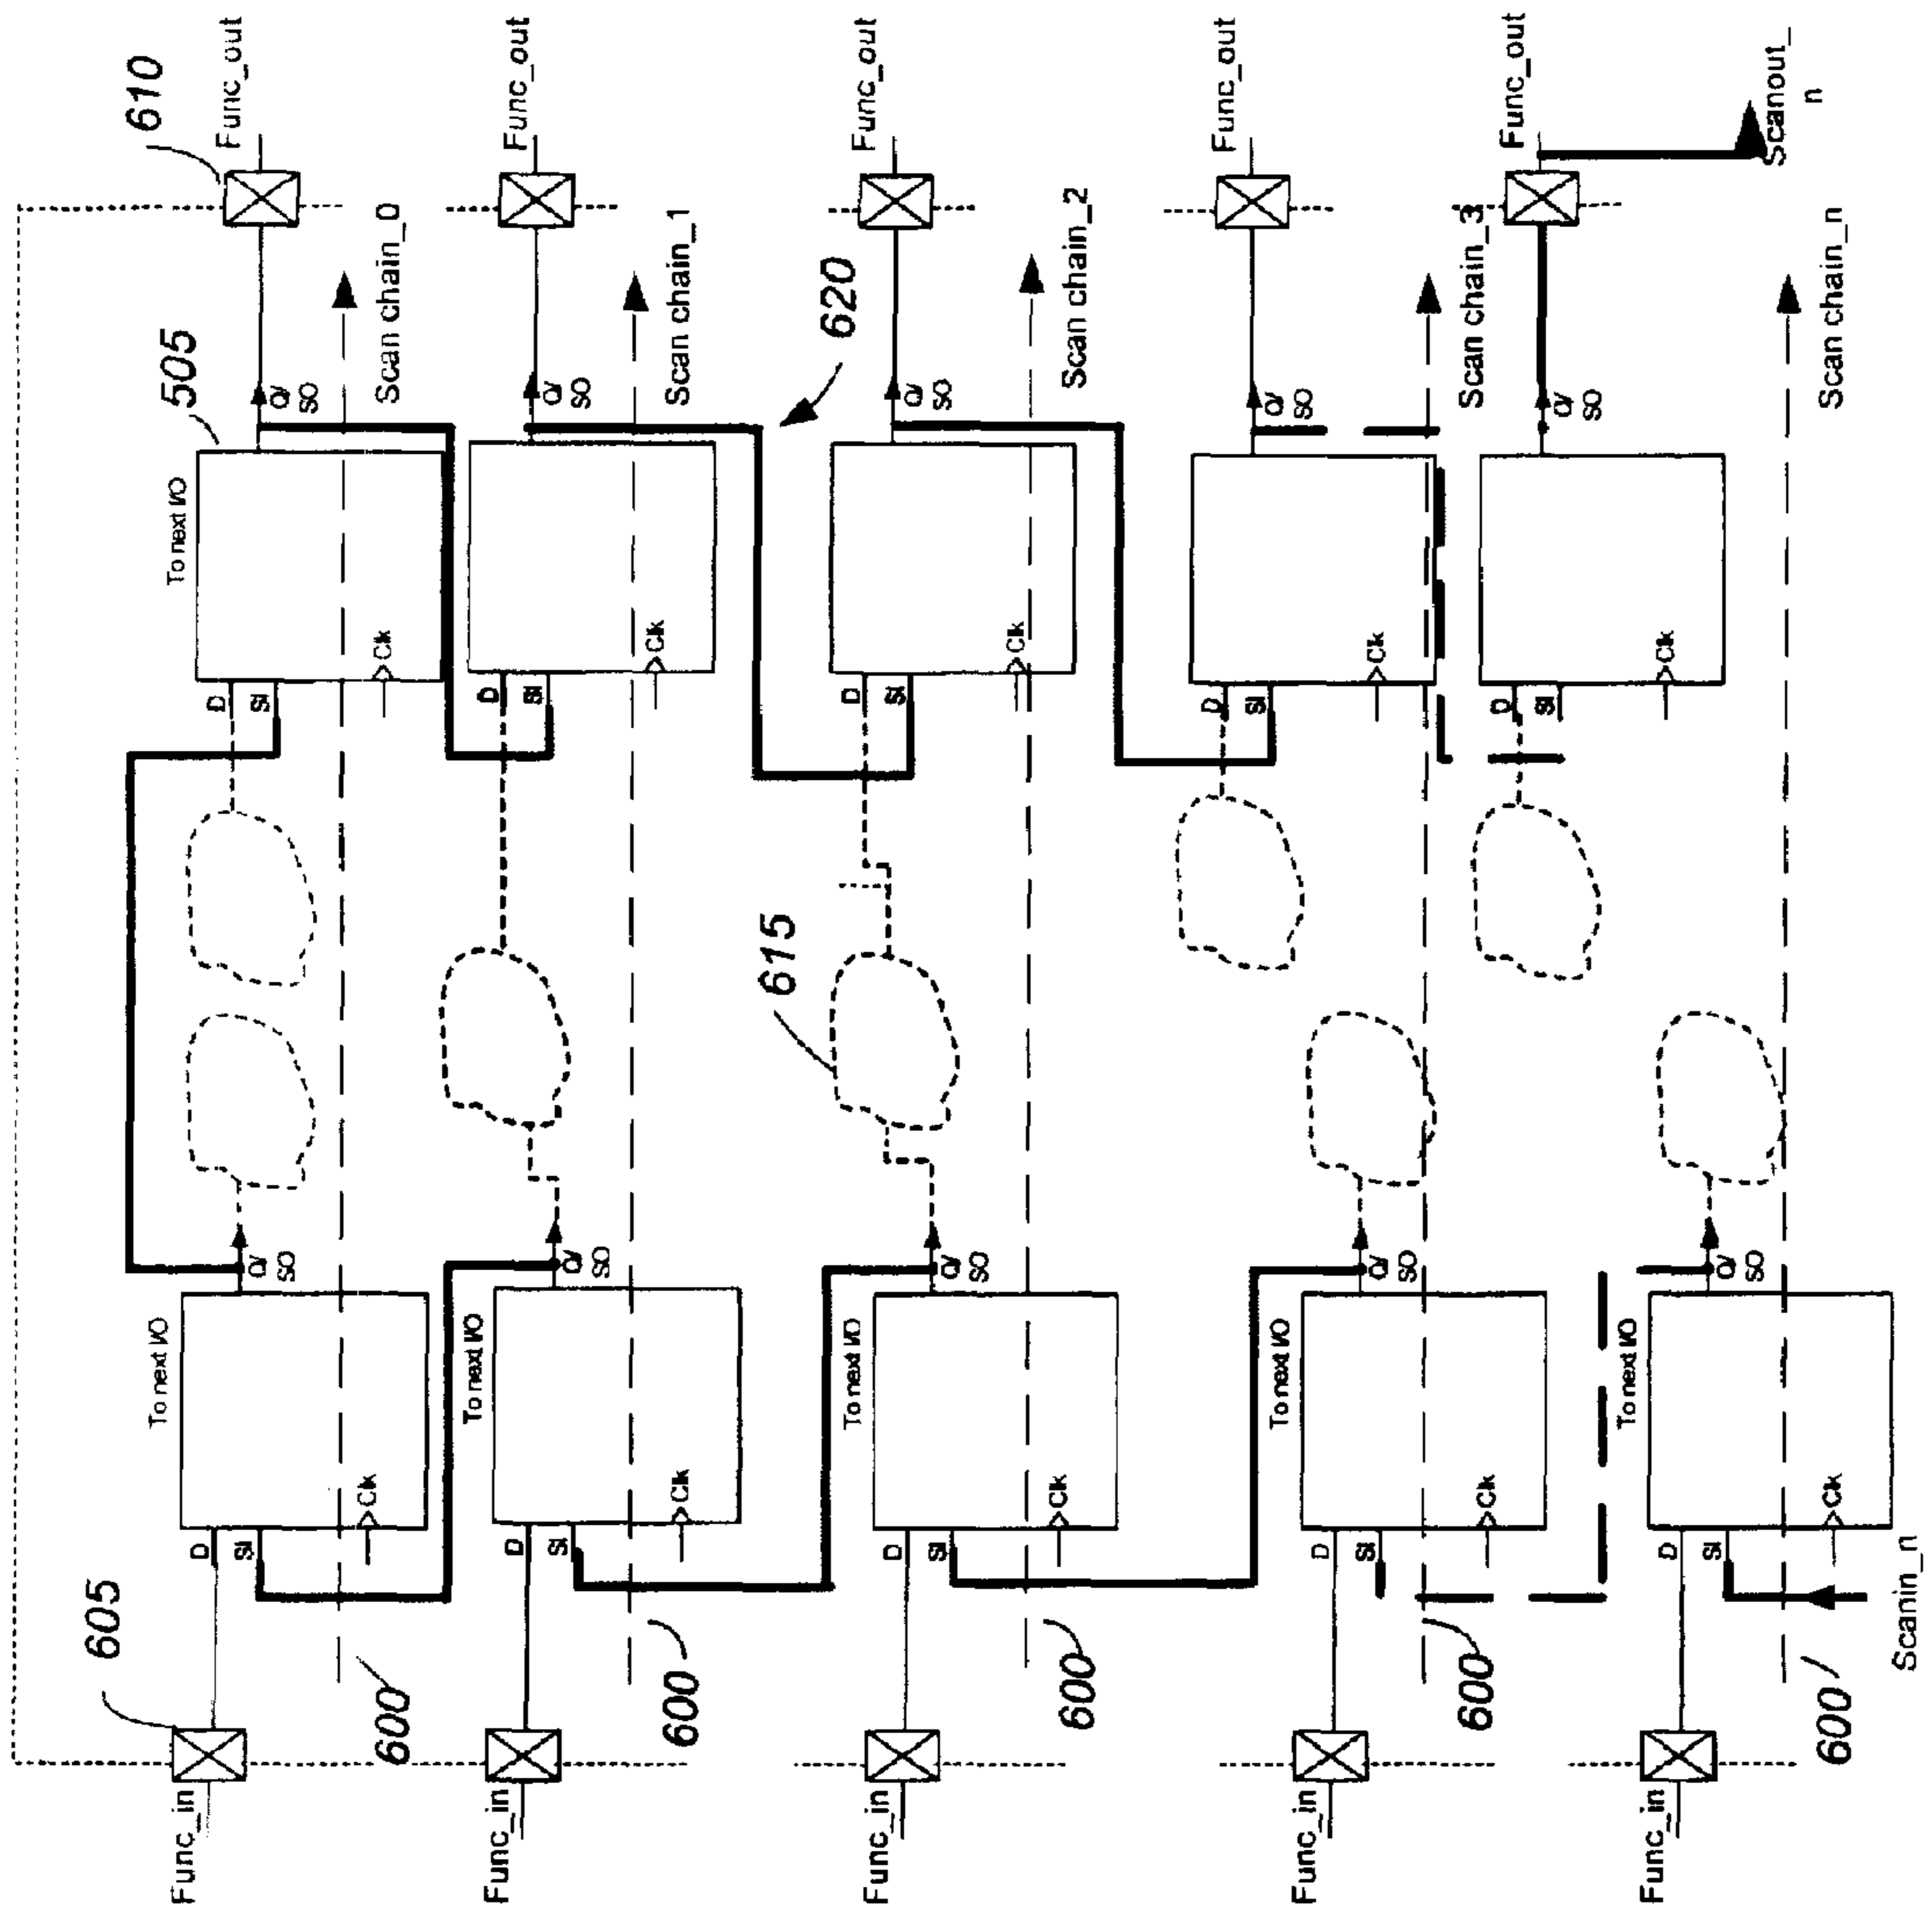 605
610
To next I/O
To next I/O
505
Func_in
D
D
Func_out
SI
Q/
SO
SI
Q/
SO
Clk
Clk
600
Scan chain_0
To next I/O
Func_in
D
D
Func_out
SI
Q/
SO
SI
Q/
SO
Clk
Clk
600
Scan chain_1
615
620
To next I/O
Func_in
D
D
Func_out
SI
Q/
SO
SI
Q/
SO
Clk
Clk
600
Scan chain_2
To next I/O
Func_in
D
D
Func_out
SI
Q/
SO
SI
Q/
SO
Clk
Clk
600
Scan chain_3
To next I/O
Func_in
D
D
Func_out
SI
Q/
SO
SI
Q/
SO
Clk
Clk
Scanout_
n
600
Scan chain_n
Scanin_n